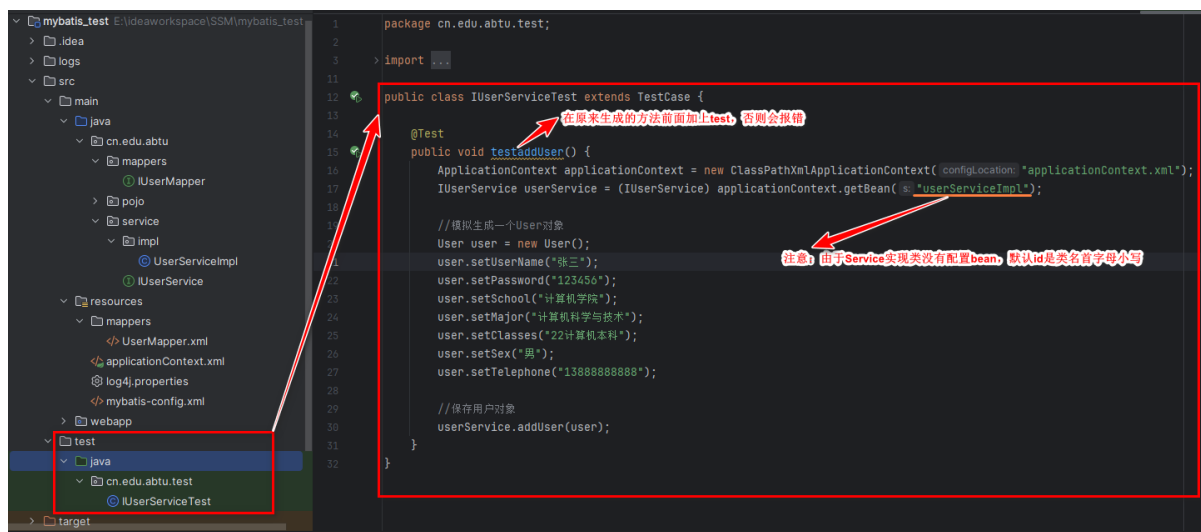 mybatis_test E:\ideaworkspace\SSM\mybatis_test
.idea
logs
src
main
java
cn.edu.abtu
mappers
IUserMapper
pojo
service
impl
UserServiceImpl
IUserService
resources
mappers
UserMapper.xml
applicationContext.xml
log4j.properties
mybatis-config.xml
webapp
test
java
cn.edu.abtu.test
IUserServiceTest
target
1 package cn.edu.abtu.test;
2
3 import ...
11
12 public class IUserServiceTest extends TestCase {
13
在原来生成的方法前面加上test，否则会报错
14 @Test
15 public void testaddUser() {
16 ApplicationContext applicationContext = new ClassPathXmlApplicationContext( configLocation: "applicationContext.xml");
17 IUserService userService = (IUserService) applicationContext.getBean( s: "userServiceImpl");
18
19 //模拟生成一个User对象
User user = new User();
注意：由于Service实现类没有配置bean，默认id是类名首字母小写
21 user.setUserName("张三");
22 user.setPassword("123456");
23 user.setSchool("计算机学院");
24 user.setMajor("计算机科学与技术");
25 user.setClasses("22计算机本科");
26 user.setSex("男");
27 user.setTelephone("13888888888");
28
29 //保存用户对象
30 userService.addUser(user);
31 }
32 }